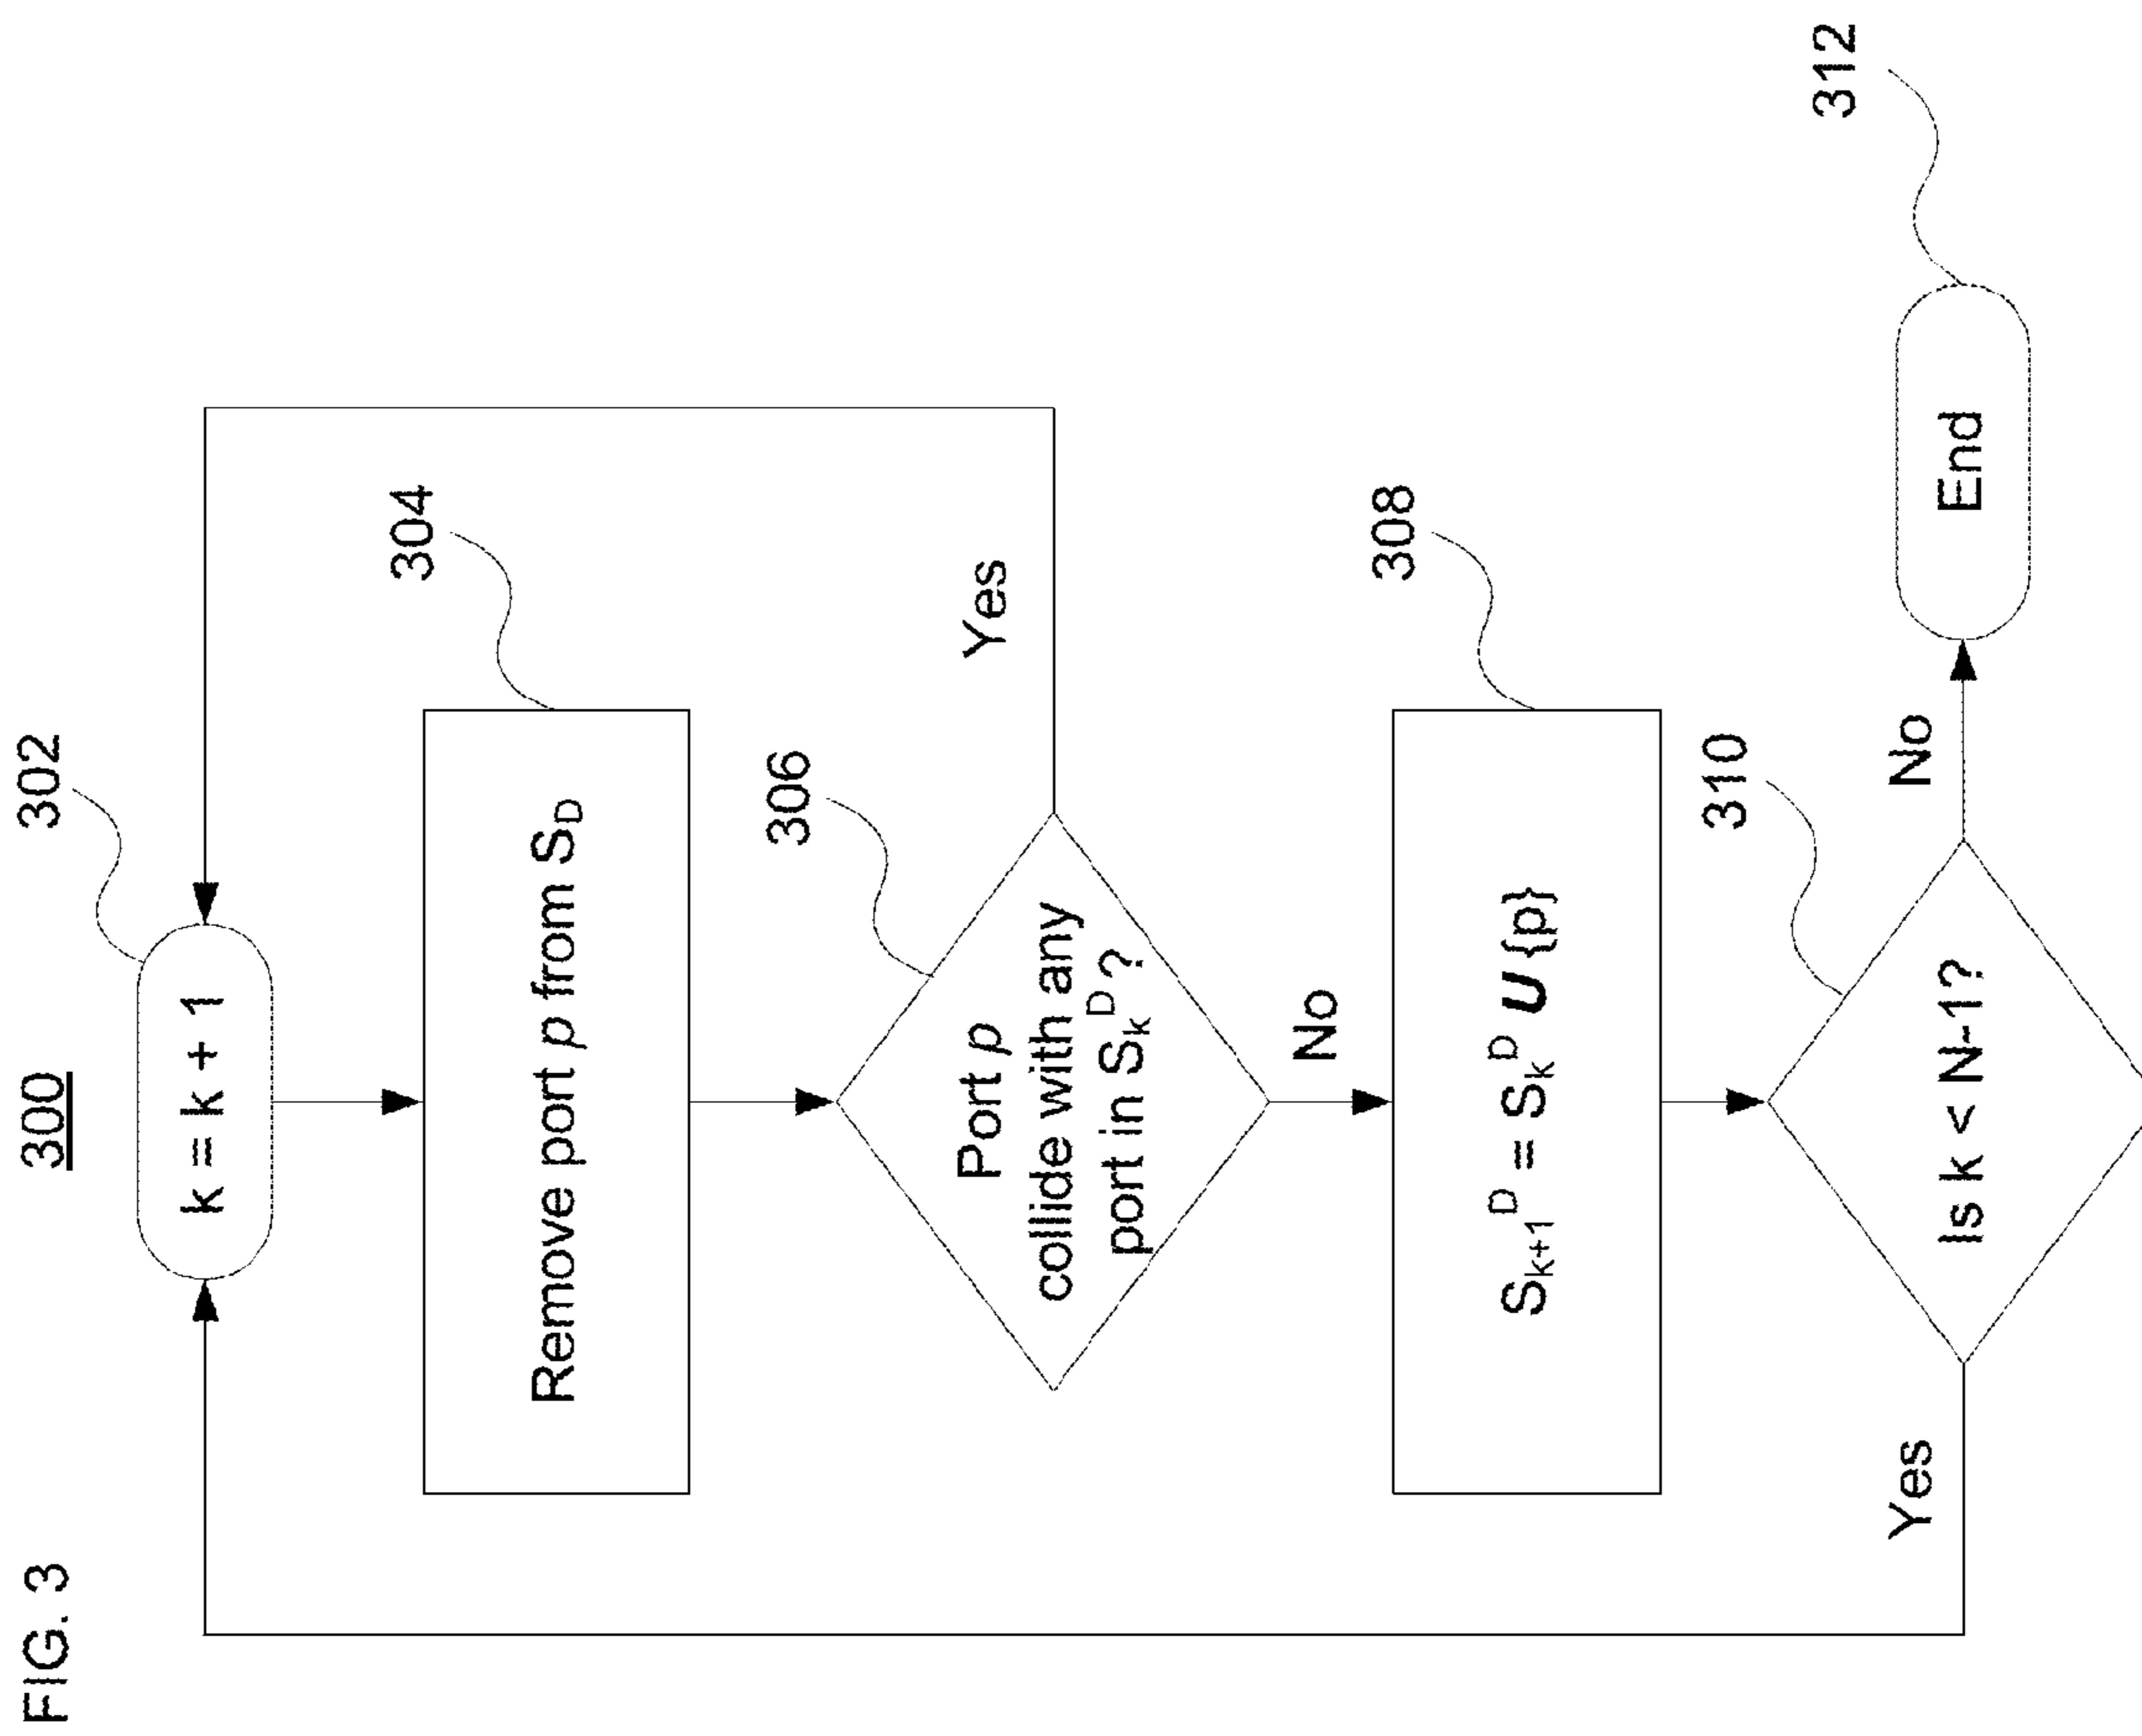 FIG. 3
300
302
k = k + 1
304
Remove port p from S_D
306
Port p
collide with any
port in S_k^D ?
Yes
No
308
S_{k+1}^D = S_k^D U {p}
310
Is k < N-1?
Yes
No
312
End